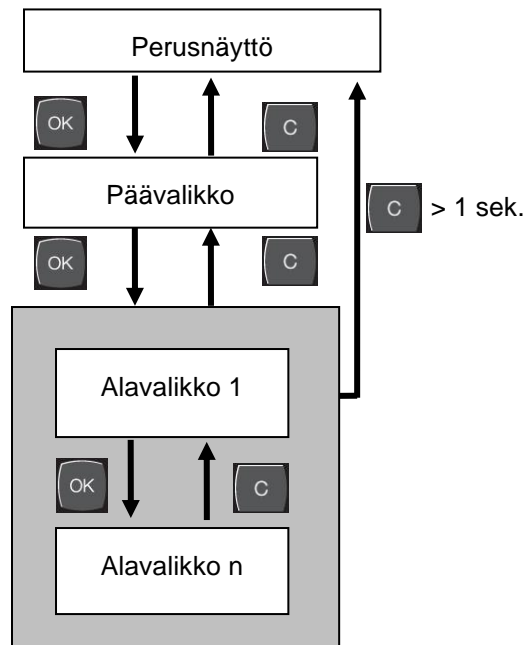 Perusnäyttö
OK
C
Päävalikko
C > 1 sek.
OK
C
Alavalikko 1
OK
C
Alavalikko n